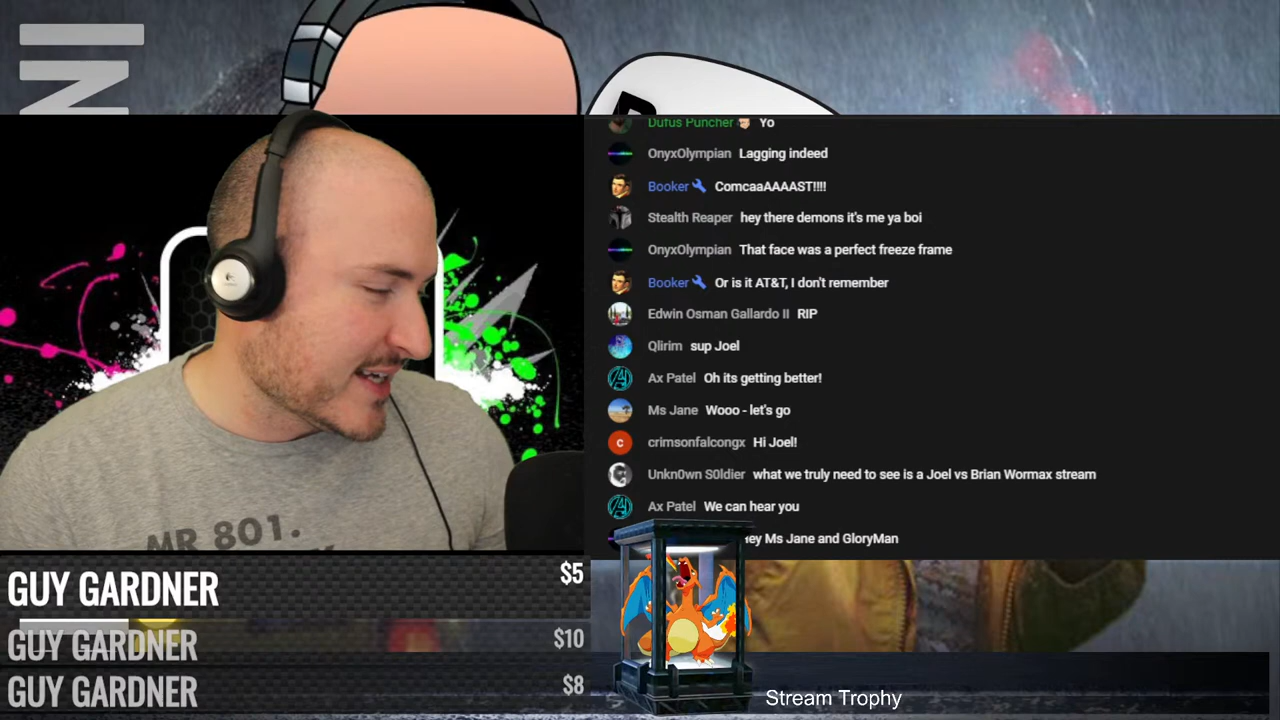 Dufus Puncher Yo
OnyxOlympian Lagging indeed
Booker ComcaaAAAAST!!!!
Stealth Reaper hey there demons it's me ya boi
OnyxOlympian That face was a perfect freeze frame
Booker Or is it AT&T, I don't remember
Edwin Osman Gallardo II RIP
Qlirim sup Joel
Ax Patel Oh its getting better!
Ms Jane Wooo - let's go
c crimsonfalcongx Hi Joel!
Unkn0wn S0ldier what we truly need to see is a Joel vs Brian Wormax stream
Ax Patel We can hear you
Ms Jane and GloryMan
MR 801.
GUY GARDNER $5
GUY GARDNER $10
GUY GARDNER $8
Stream Trophy